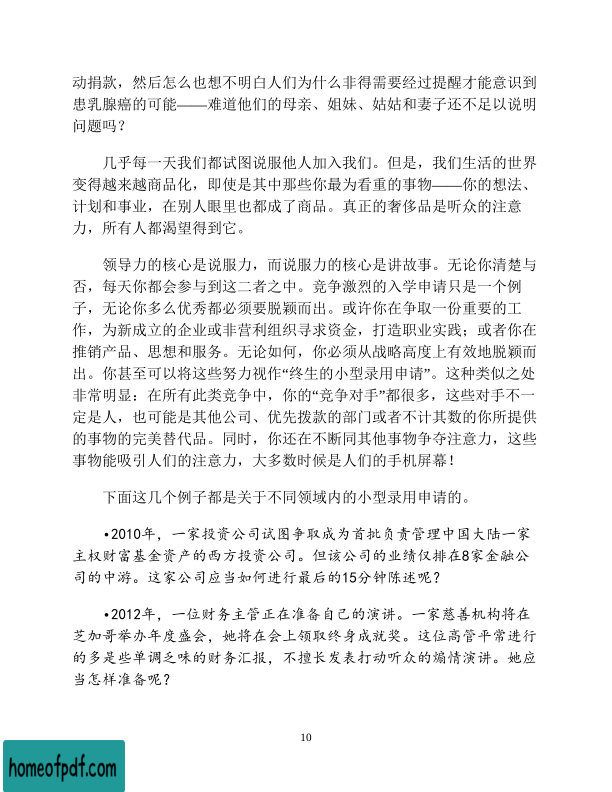 动捐款，然后怎么也想不明白人们为什么非得需要经过提醒才能意识到
患乳腺癌的可能——难道他们的母亲、姐妹、姑姑和妻子还不足以说明
问题吗？
几乎每一天我们都试图说服他人加入我们。但是，我们生活的世界
变得越来越商品化，即使是其中那些你最为看重的事物——你的想法、
计划和事业，在别人眼里也都成了商品。真正的奢侈品是听众的注意
力，所有人都渴望得到它。
领导力的核心是说服力，而说服力的核心是讲故事。无论你清楚与
否，每天你都会参与到这二者之中。竞争激烈的入学申请只是一个例
子，无论你多么优秀都必须要脱颖而出。或许你在争取一份重要的工
作，为新成立的企业或非营利组织寻求资金，打造职业实践；或者你在
推销产品、思想和服务。无论如何，你必须从战略高度上有效地脱颖而
出。你甚至可以将这些努力视作“终生的小型录用申请”。这种类似之处
非常明显：在所有此类竞争中，你的“竞争对手”都很多，这些对手不一
定是人，也可能是其他公司、优先拨款的部门或者不计其数的你所提供
的事物的完美替代品。同时，你还在不断同其他事物争夺注意力，这些
事物能吸引人们的注意力，大多数时候是人们的手机屏幕！
下面这几个例子都是关于不同领域内的小型录用申请的。
•2010年，一家投资公司试图争取成为首批负责管理中国大陆一家
主权财富基金资产的西方投资公司。但该公司的业绩仅排在8家金融公
司的中游。这家公司应当如何进行最后的15分钟陈述呢？
•2012年，一位财务主管正在准备自己的演讲。一家慈善机构将在
芝加哥举办年度盛会，她将在会上领取终身成就奖。这位高管平常进行
的多是些单调乏味的财务汇报，不擅长发表打动听众的煽情演讲。她应
当怎样准备呢？
10
homeofpdf.com